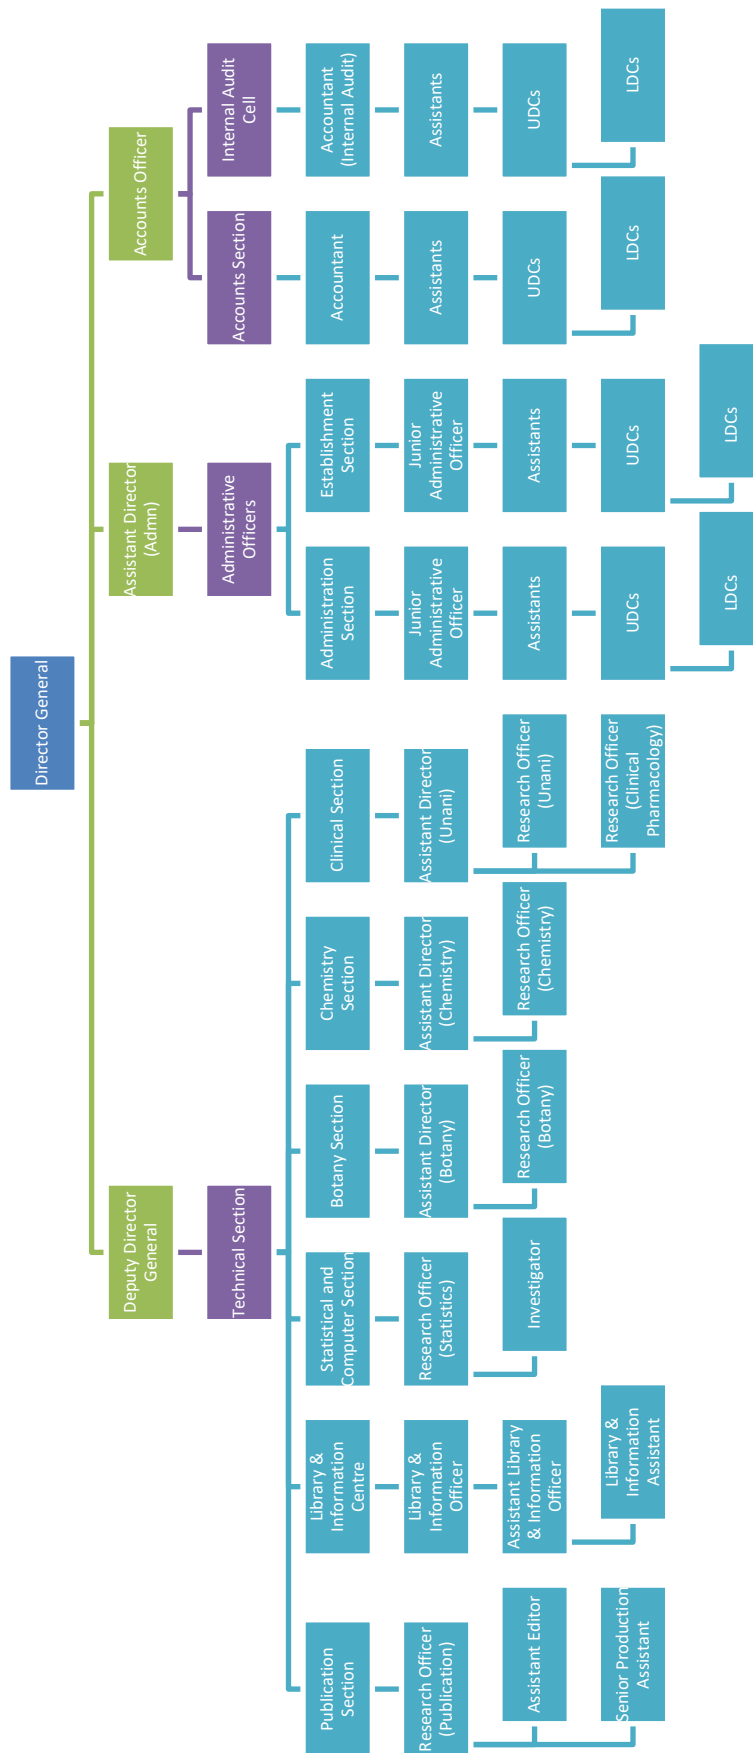 Director General
Deputy Director
General
Assistant Director
(Admn)
Accounts Officer
Technical Section
Administrative
Officers
Accounts Section
Internal Audit
Cell
Publication
Section
Library &
Information
Centre
Statistical and
Computer Section
Botany Section
Chemistry
Section
Clinical Section
Administration
Section
Establishment
Section
Accountant
Accountant
(Internal Audit)
Research Officer
(Publication)
Library &
Information
Officer
Research Officer
(Statistics)
Assistant Director
(Botany)
Assistant Director
(Chemistry)
Assistant Director
(Unani)
Junior
Administrative
Officer
Junior
Administrative
Officer
Assistants
Assistants
Assistant Editor
Assistant Library
& Information
Officer
Investigator
Research Officer
(Botany)
Research Officer
(Chemistry)
Research Officer
(Unani)
Assistants
Assistants
UDCs
UDCs
Senior Production
Assistant
Library &
Information
Assistant
Research Officer
(Clinical
Pharmacology)
UDCs
UDCs
LDCs
LDCs
LDCs
LDCs